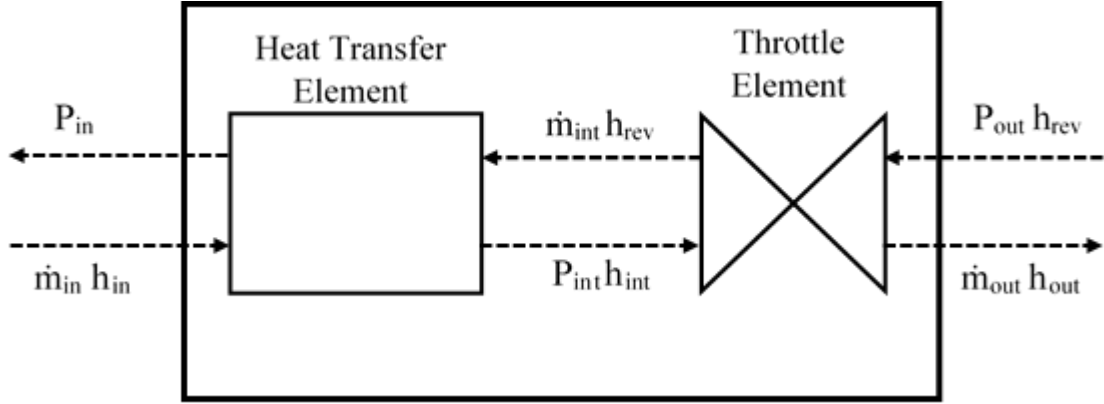 Heat Transfer
Element
Throttle
Element
P_in
ṁ_int h_rev
P_out h_rev
ṁ_in h_in
P_int h_int
ṁ_out h_out